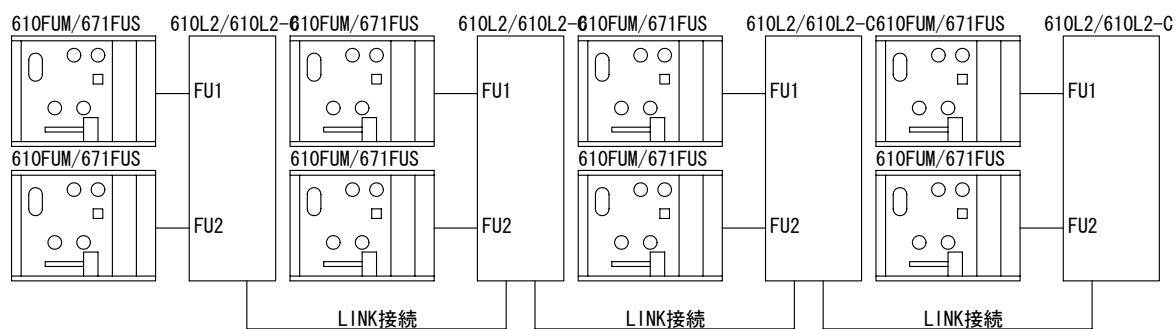 610FUM/671FUS 610L2/610L2-C 610FUM/671FUS 610L2/610L2-C 610FUM/671FUS 610L2/610L2-C 610FUM/671FUS 610L2/610L2-C
FU1 FU1 FU1 FU1
610FUM/671FUS 610FUM/671FUS 610FUM/671FUS 610FUM/671FUS
FU2 FU2 FU2 FU2
LINK接続 LINK接続 LINK接続